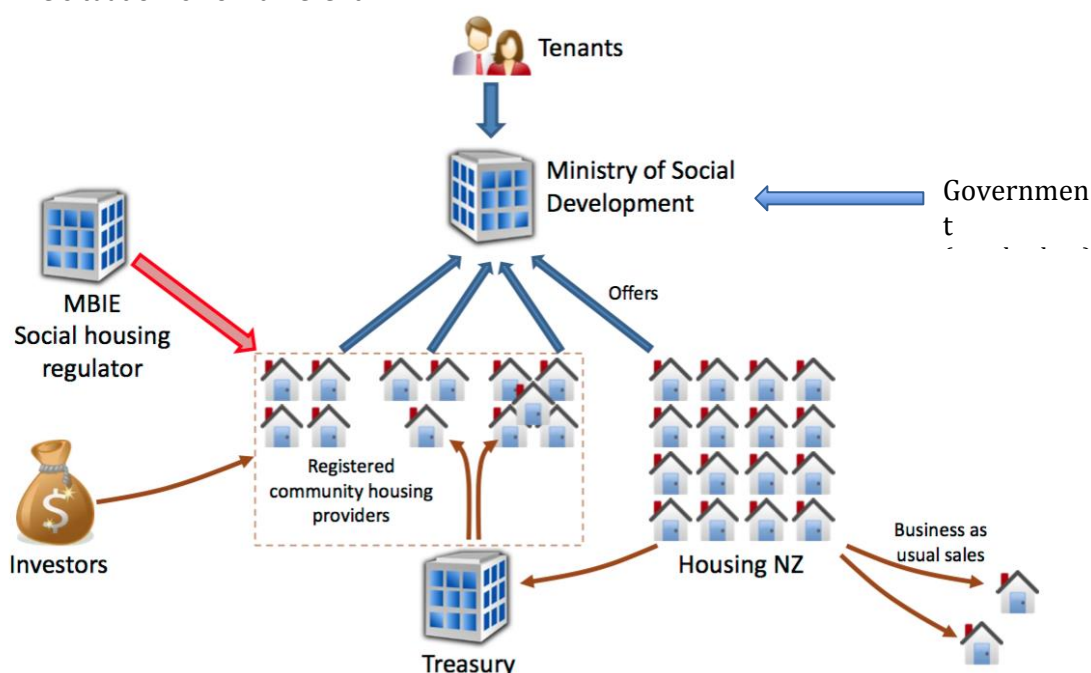 Tenants
Ministry of Social
Development
Governmen
t
MBIE
Social housing
regulator
Offers
Registered
community housing
providers
Investors
Housing NZ
Business as
usual sales
Treasury